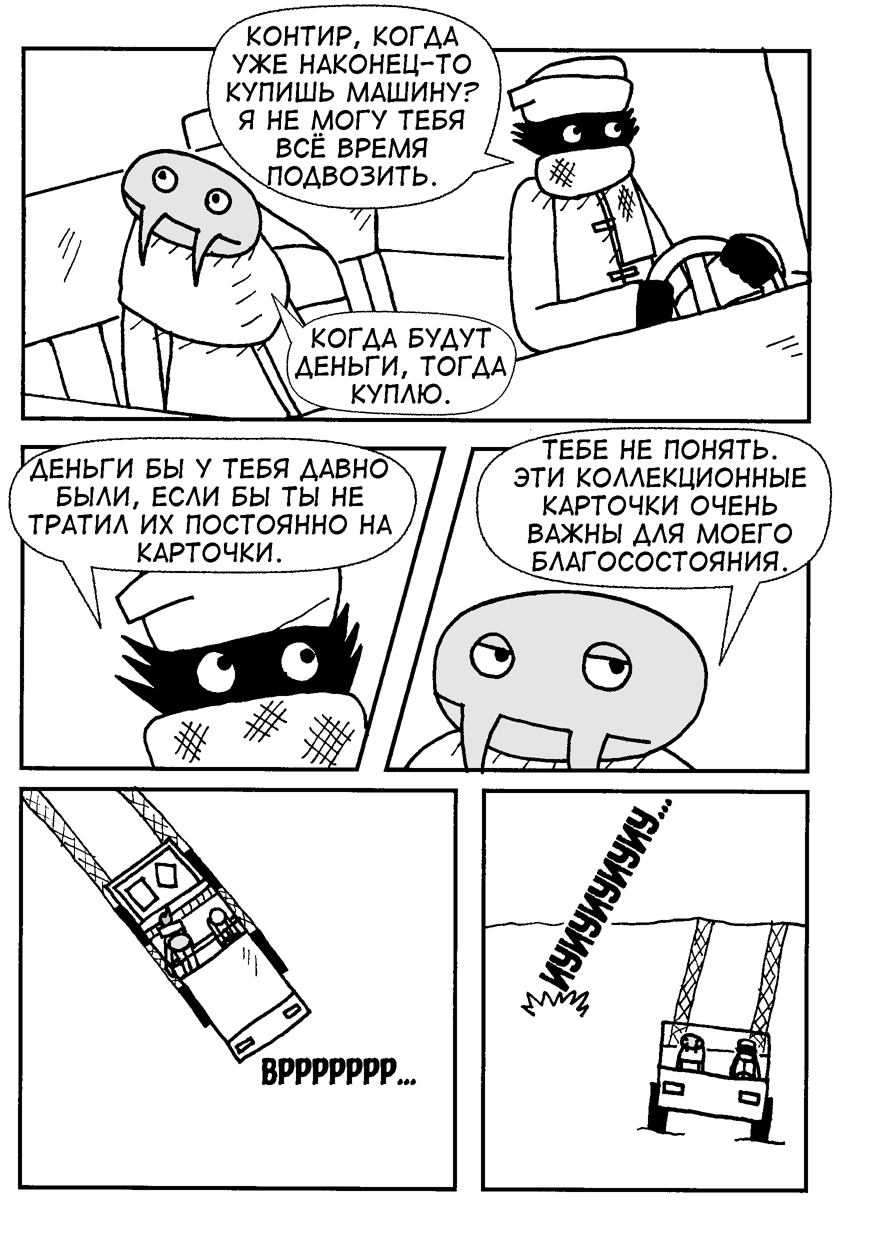 КОНТИР, КОГДА
УЖЕ НАКОНЕЦ-ТО
КУПИШЬ МАШИНУ?
Я НЕ МОГУ ТЕБЯ
ВСЁ ВРЕМЯ
ПОДВОЗИТЬ.
КОГДА БУДУТ
ДЕНЬГИ, ТОГДА
КУПЛЮ.
ДЕНЬГИ БЫ У ТЕБЯ ДАВНО
БЫЛИ, ЕСЛИ БЫ ТЫ НЕ
ТРАТИЛ ИХ ПОСТОЯННО НА
КАРТОЧКИ.
ТЕБЕ НЕ ПОНЯТЬ.
ЭТИ КОЛЛЕКЦИОННЫЕ
КАРТОЧКИ ОЧЕНЬ
ВАЖНЫ ДЛЯ МОЕГО
БЛАГОСОСТОЯНИЯ.
ВРРРРРРР...
ИУИУИУИУИУ...